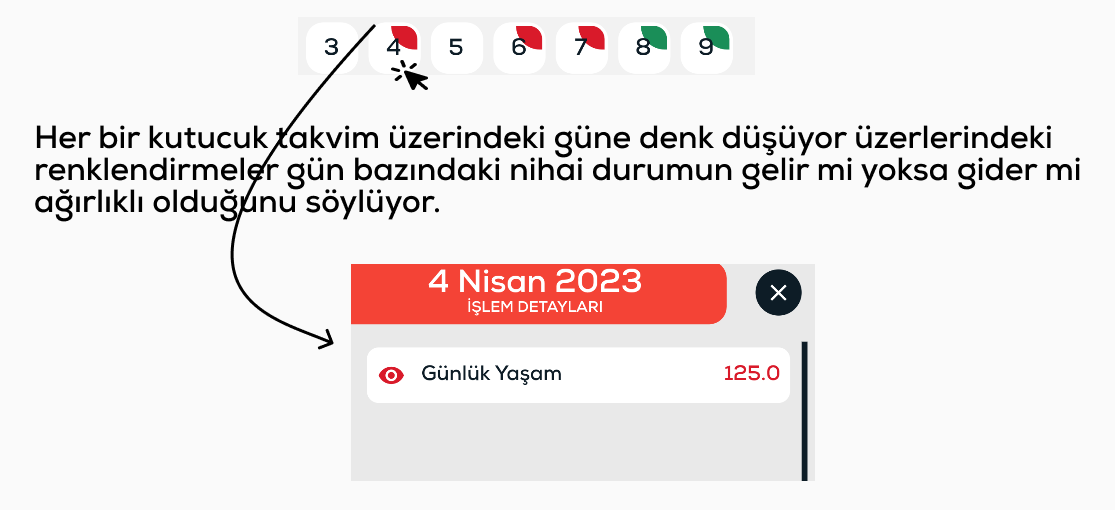 3 4 5 6 7 8 9
Her bir kutucuk takvim üzerindeki güne denk düşüyor üzerlerindeki
renklendirmeler gün bazındaki nihai durumun gelir mi yoksa gider mi
ağırlıklı olduğunu söylüyor.
4 Nisan 2023
İŞLEM DETAYLARI
Günlük Yaşam 125.0